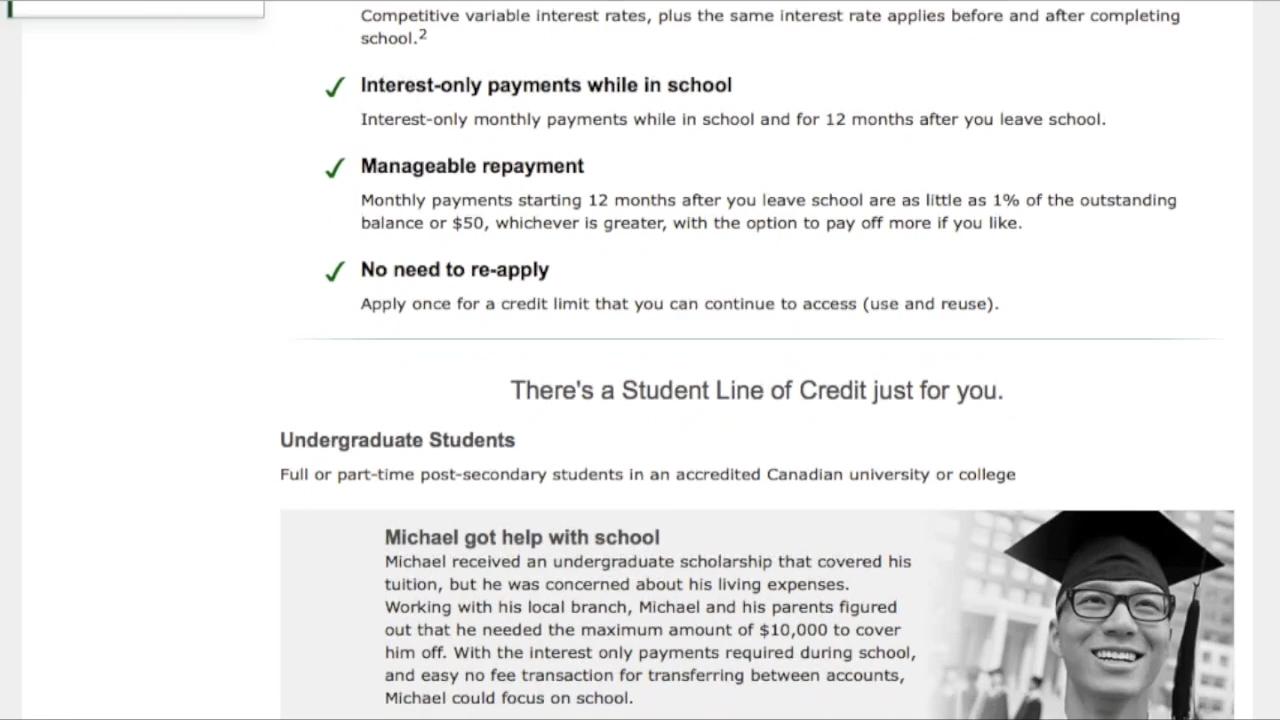 Competitive variable interest rates, plus the same interest rate applies before and after completing
school.2
Interest-only payments while in school
Interest-only monthly payments while in school and for 12 months after you leave school.
Manageable repayment
Monthly payments starting 12 months after you leave school are as little as 1% of the outstanding
balance or $50, whichever is greater, with the option to pay off more if you like.
No need to re-apply
Apply once for a credit limit that you can continue to access (use and reuse).
There's a Student Line of Credit just for you.
Undergraduate Students
Full or part-time post-secondary students in an accredited Canadian university or college
Michael got help with school
Michael received an undergraduate scholarship that covered his
tuition, but he was concerned about his living expenses.
Working with his local branch, Michael and his parents figured
out that he needed the maximum amount of $10,000 to cover
him off. With the interest only payments required during school,
and easy no fee transaction for transferring between accounts,
Michael could focus on school.